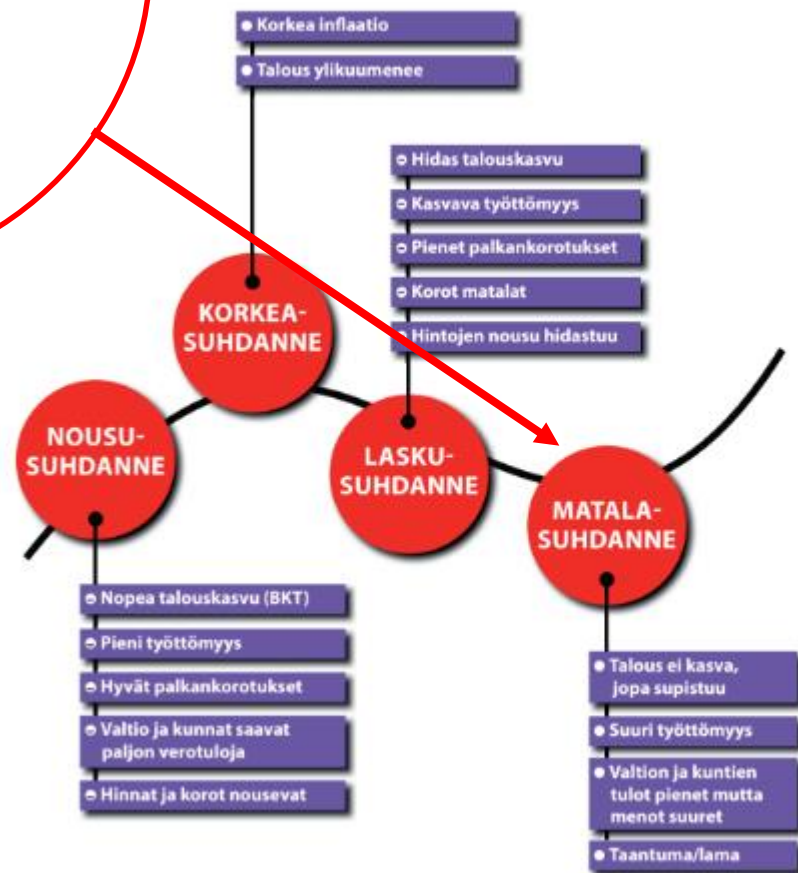 Korkea inflaatio
Talous ylikuumenee
Hidas talouskasvu
Kasvava työttömyys
Pienet palkankorotukset
Korot matalat
Hintojen nousu hidastuu
KORKEA-
SUHDANNE
NOUSU-
SUHDANNE
LASKU-
SUHDANNE
MATALA-
SUHDANNE
Nopea talouskasvu (BKT)
Pieni työttömyys
Hyvät palkankorotukset
Valtio ja kunnat saavat
paljon verotuloja
Hinnat ja korot nousevat
Talous ei kasva,
jopa supistuu
Suuri työttömyys
Valtion ja kuntien
tulot pienet mutta
menot suuret
Taantuma/lama